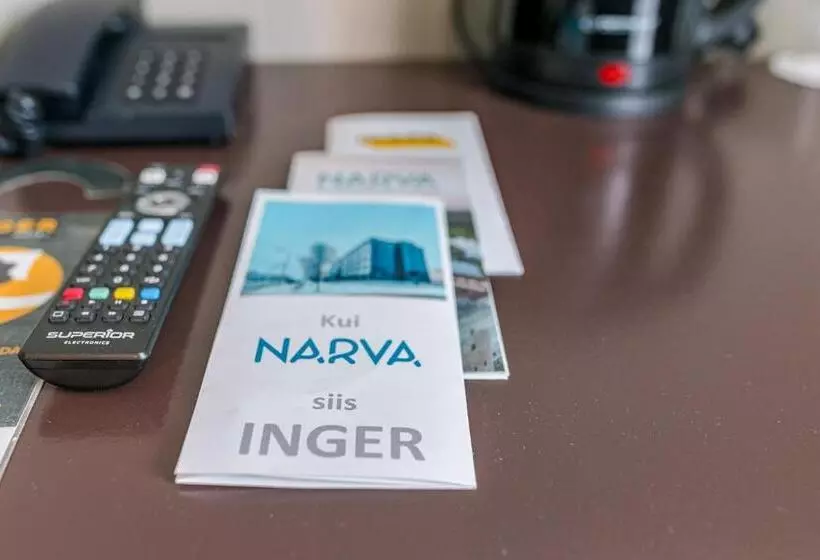 NARVA
Kui
NARVA
siis
INGER
SUPERIOR
ELECTRONICS